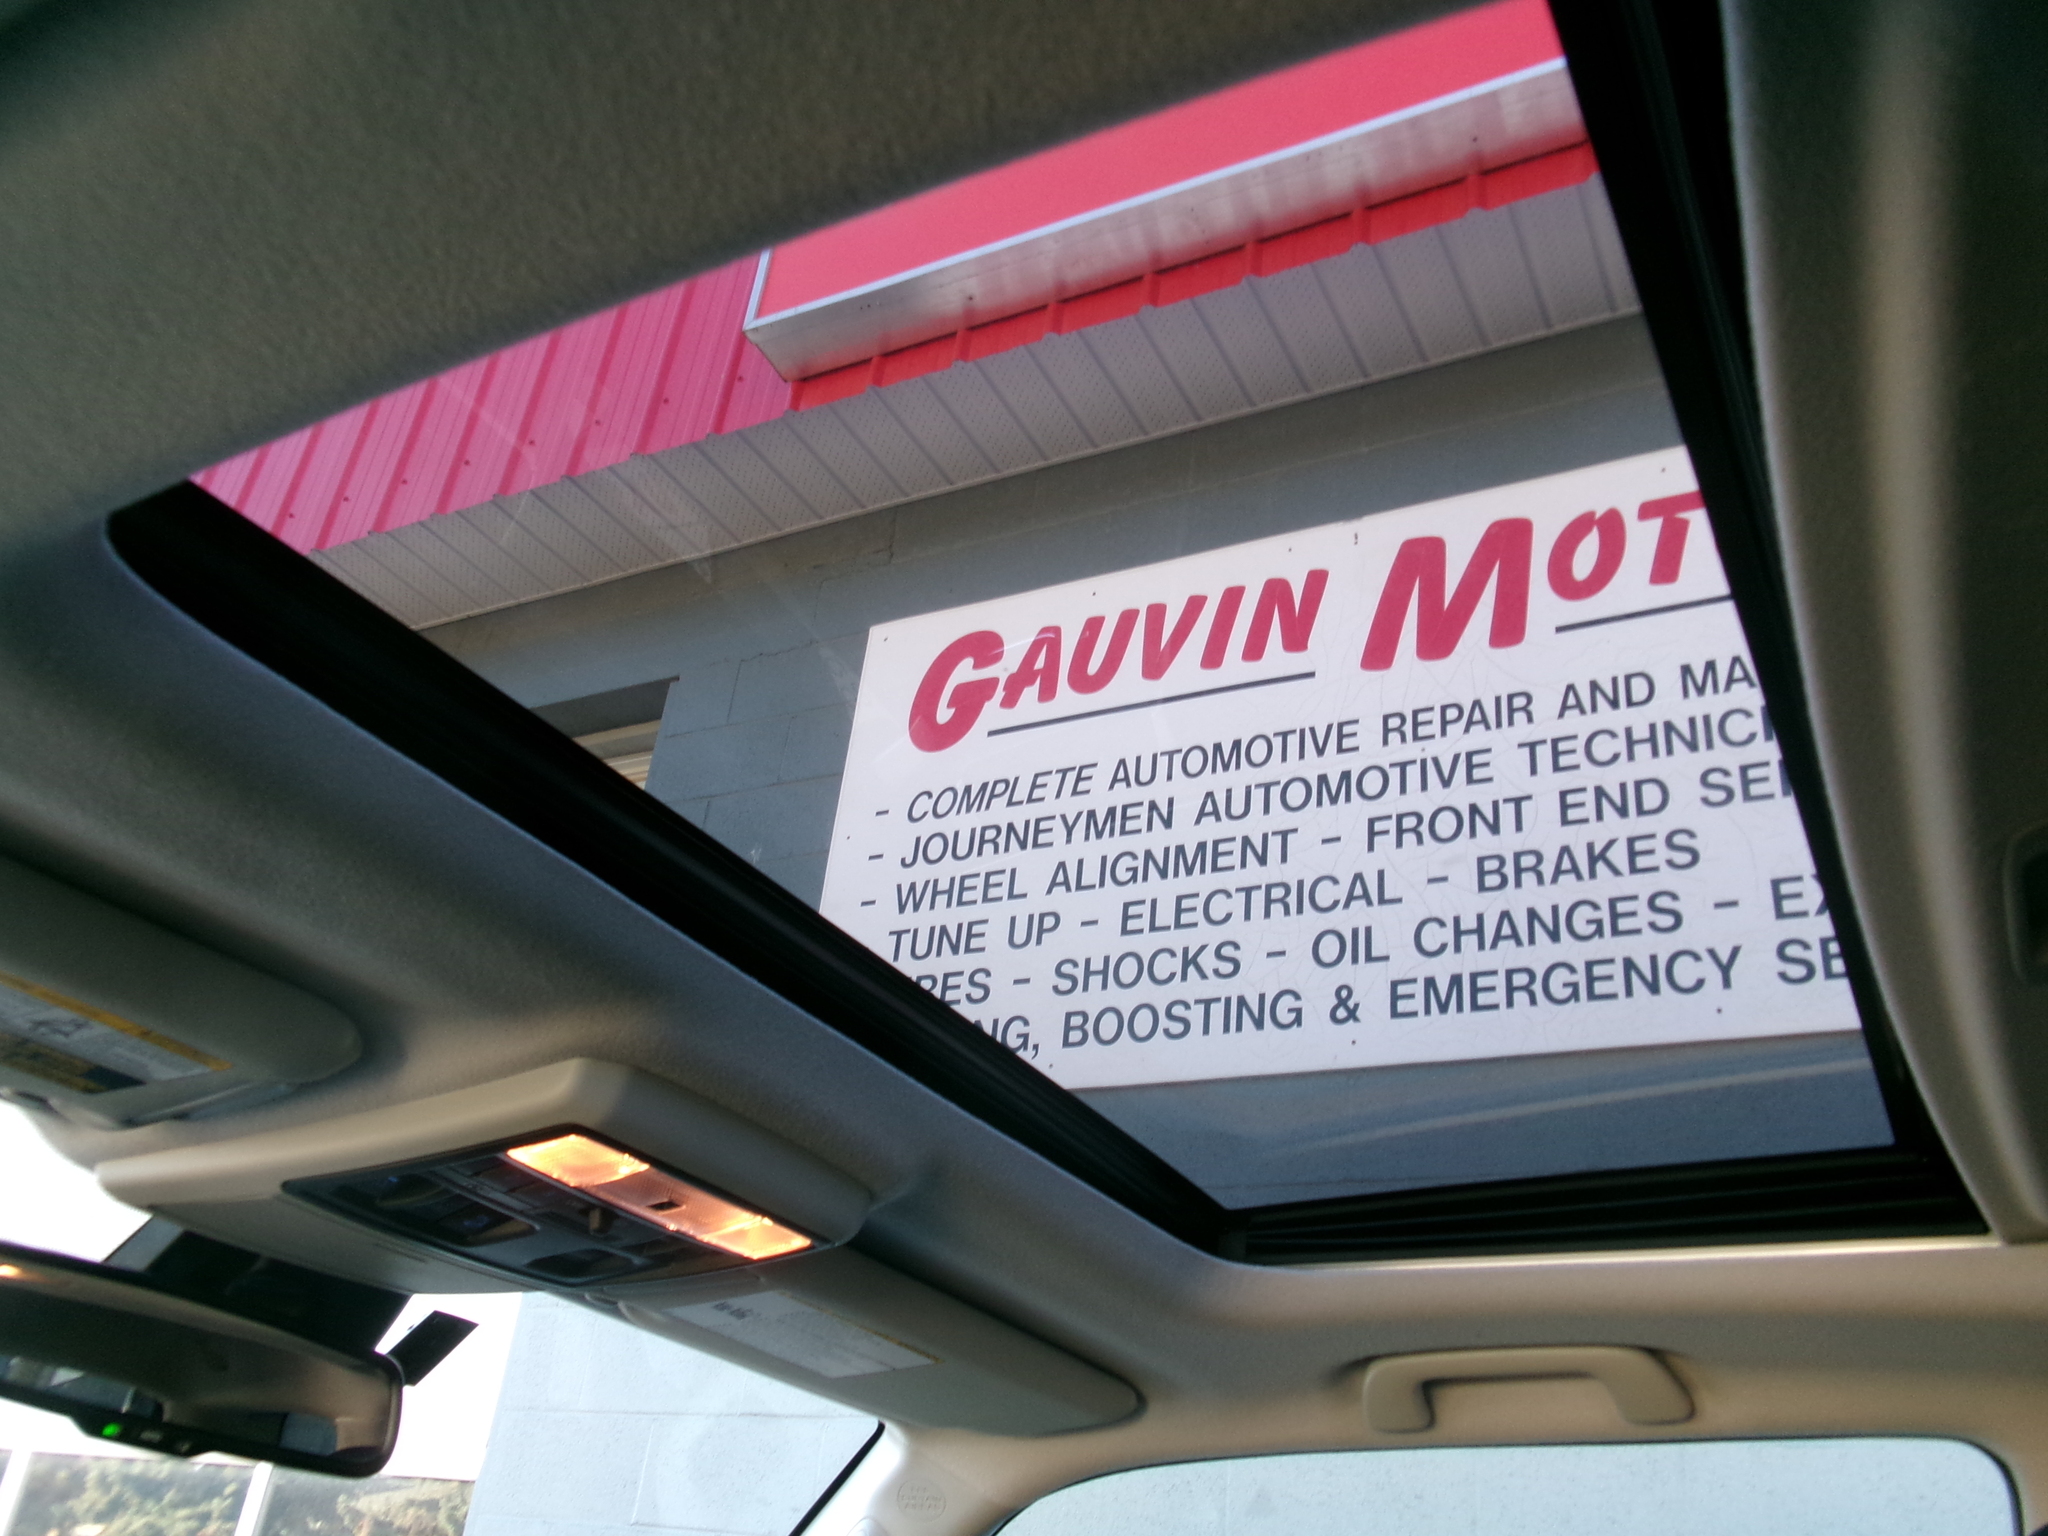 GAUVIN MOT
- COMPLETE AUTOMOTIVE REPAIR AND MA
- JOURNEYMEN AUTOMOTIVE TECHNICI
- WHEEL ALIGNMENT - FRONT END SE
TUNE UP - ELECTRICAL - BRAKES
RES - SHOCKS - OIL CHANGES - EX
NG, BOOSTING & EMERGENCY SE